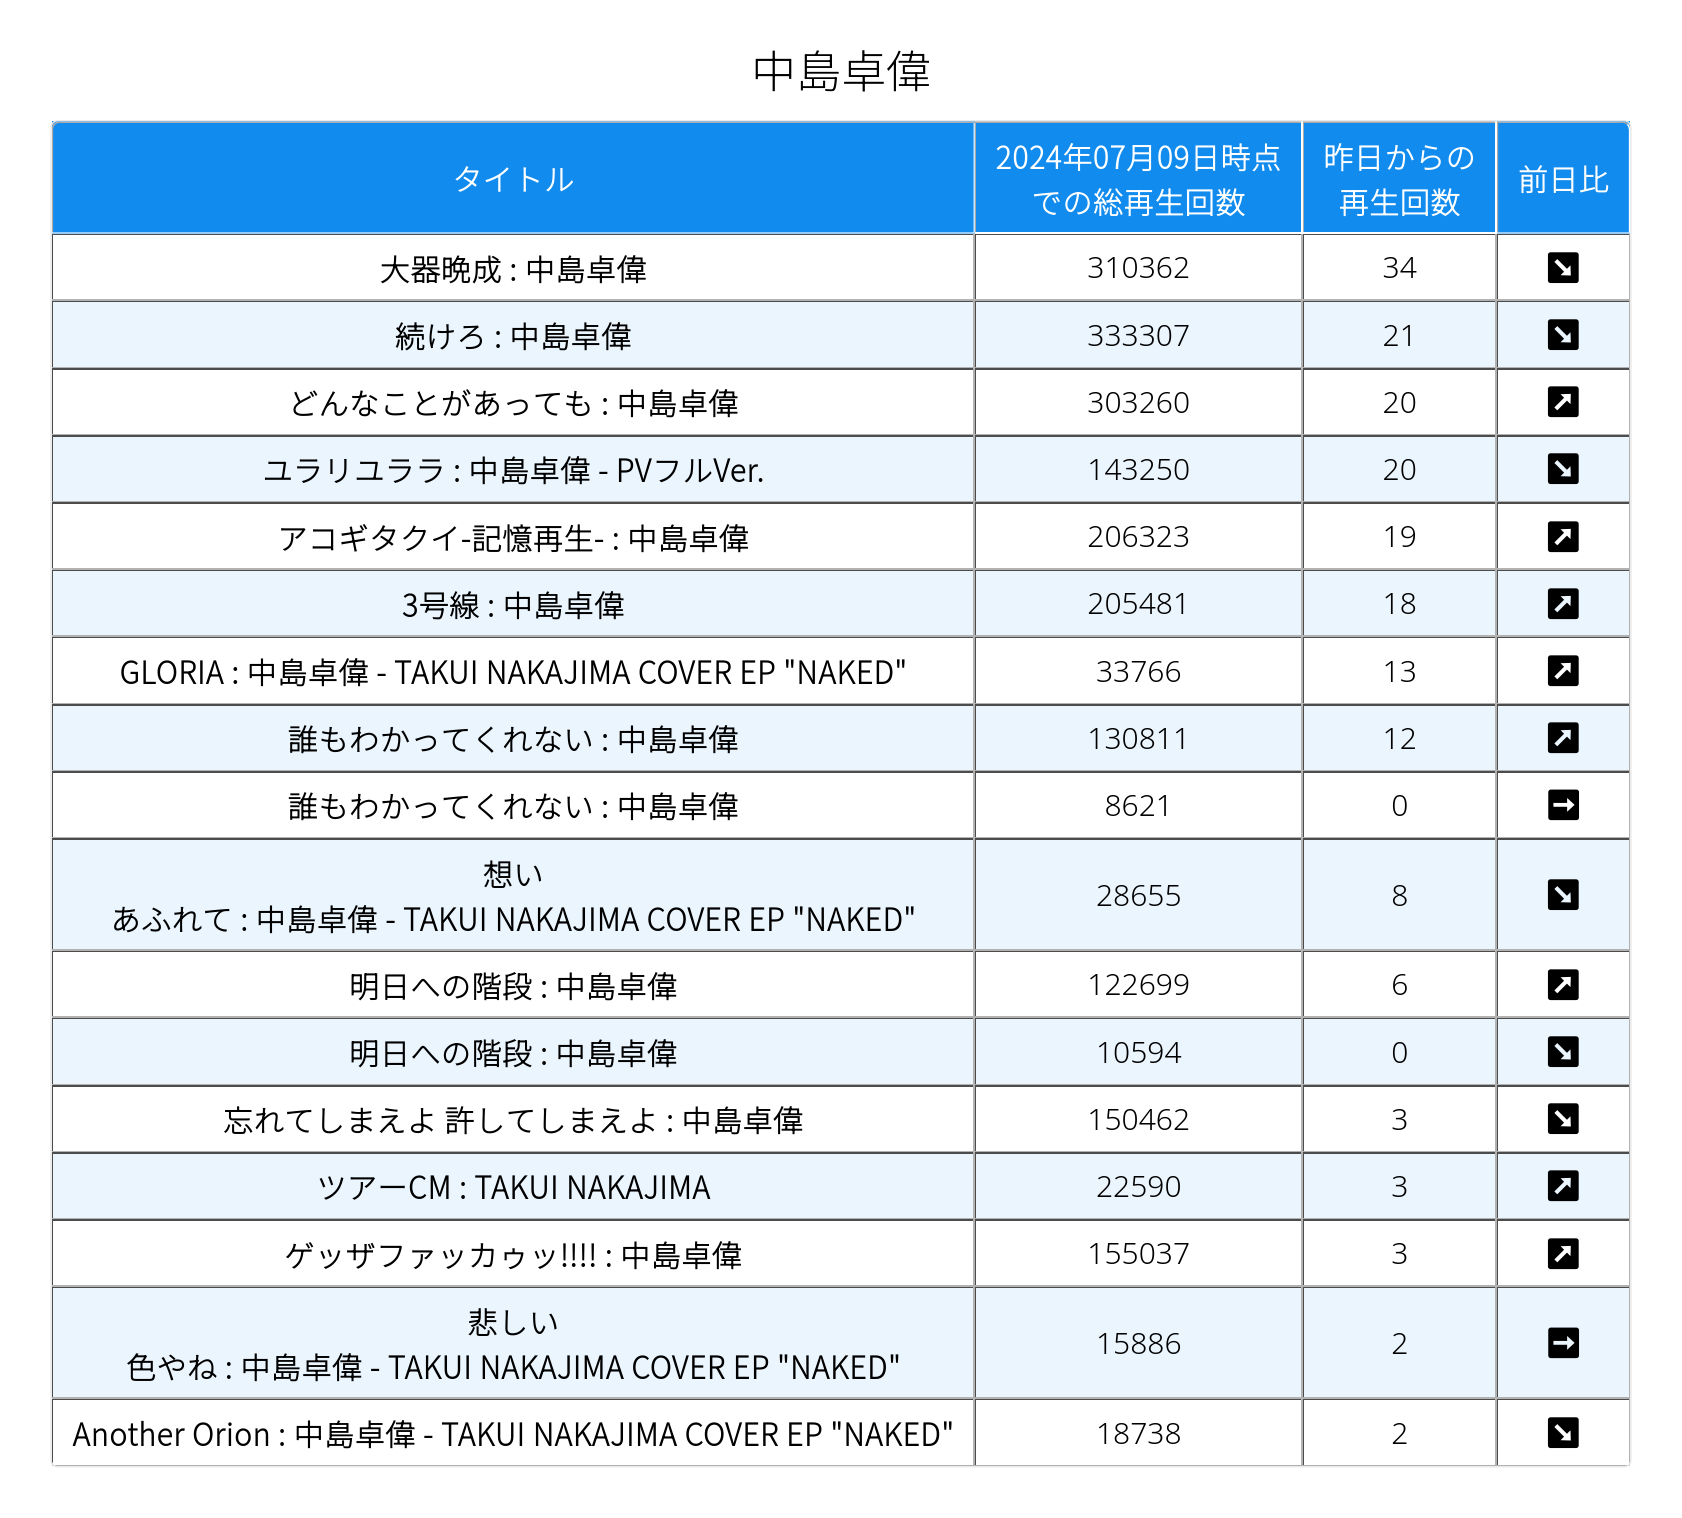 中島卓偉
タイトル
2024年07月09日時点
での総再生回数
昨日からの
再生回数
前日比
大器晩成 : 中島卓偉 310362 34
続けろ : 中島卓偉 333307 21
どんなことがあっても : 中島卓偉 303260 20
ユラリユララ : 中島卓偉 - PVフルVer. 143250 20
アコギタクイ-記憶再生- : 中島卓偉 206323 19
3号線 : 中島卓偉 205481 18
GLORIA : 中島卓偉 - TAKUI NAKAJIMA COVER EP "NAKED" 33766 13
誰もわかってくれない : 中島卓偉 130811 12
誰もわかってくれない : 中島卓偉 8621 0
想い
あふれて : 中島卓偉 - TAKUI NAKAJIMA COVER EP "NAKED" 28655 8
明日への階段 : 中島卓偉 122699 6
明日への階段 : 中島卓偉 10594 0
忘れてしまえよ 許してしまえよ : 中島卓偉 150462 3
ツアーCM : TAKUI NAKAJIMA 22590 3
ゲッザファッカゥッ!!!! : 中島卓偉 155037 3
悲しい
色やね : 中島卓偉 - TAKUI NAKAJIMA COVER EP "NAKED" 15886 2
Another Orion : 中島卓偉 - TAKUI NAKAJIMA COVER EP "NAKED" 18738 2